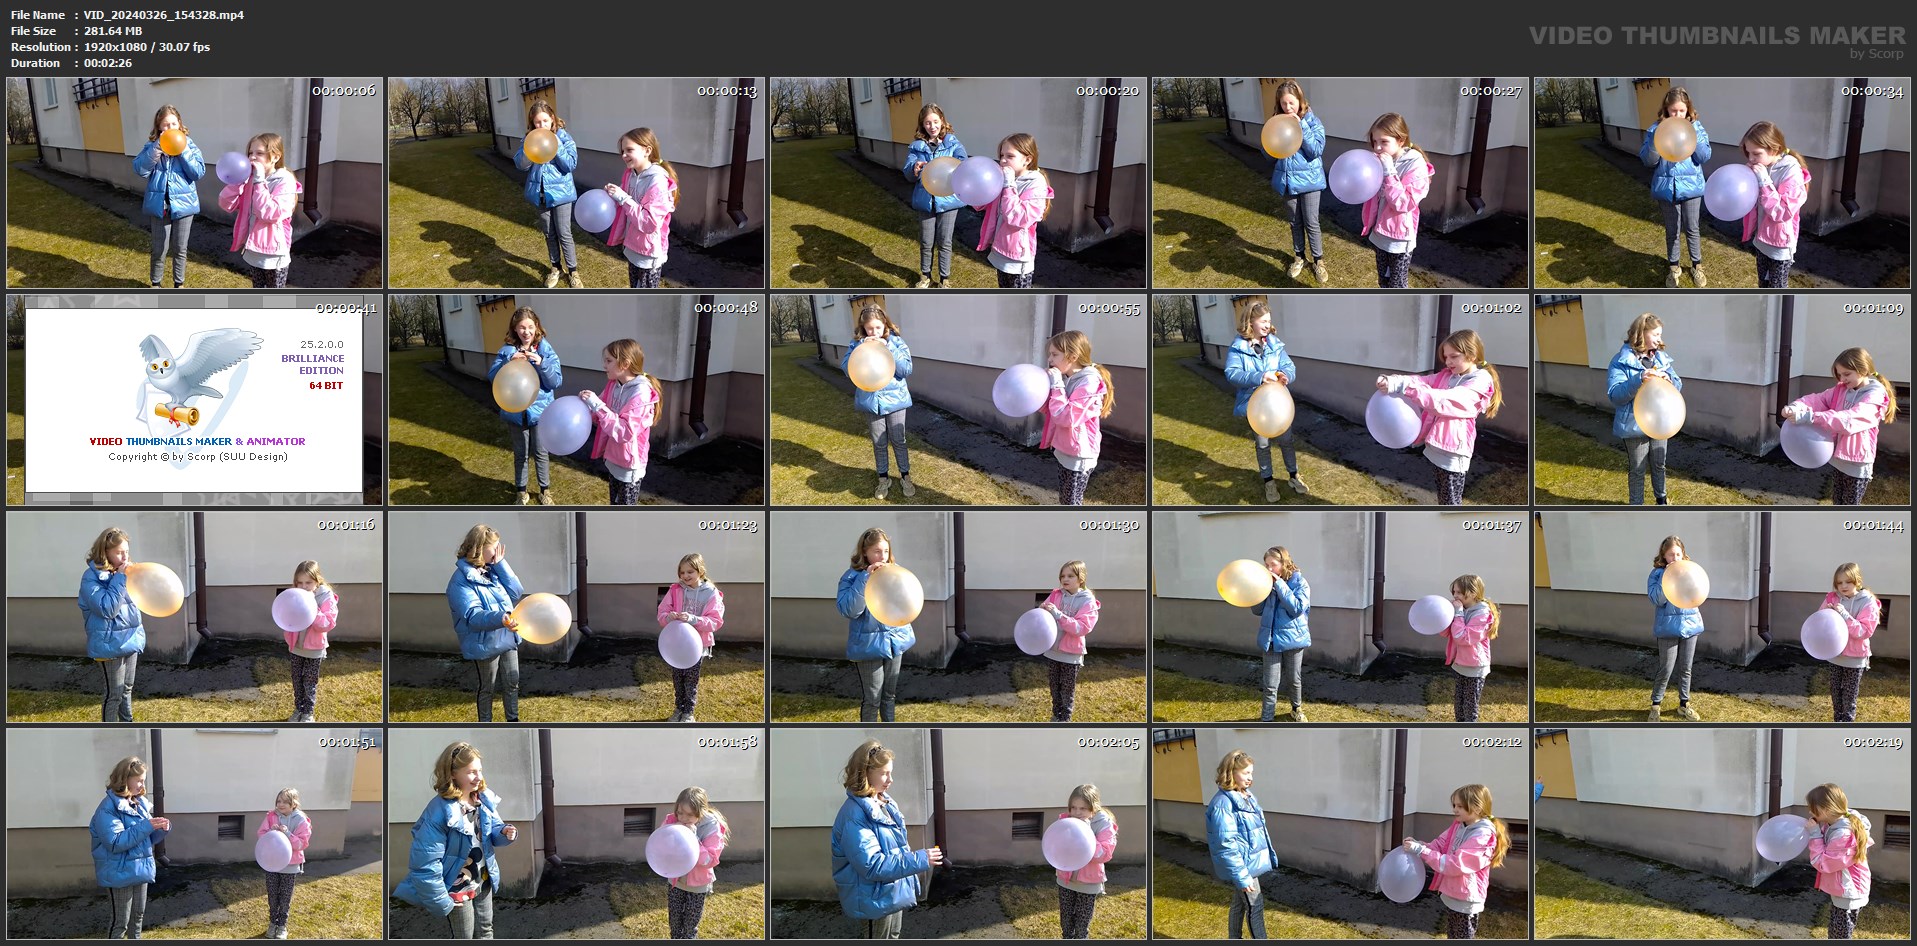 File Name : VID_20240326_154328.mp4
File Size : 281.64 MB
Resolution : 1920x1080 / 30.07 fps
Duration : 00:02:26
VIDEO THUMBNAILS MAKER
by Scorp
00:00:06
00:00:13
00:00:20
00:00:27
00:00:34
00:00:41
25.2.0.0
BRILLIANCE
EDITION
64 BIT
VIDEO THUMBNAILS MAKER & ANIMATOR
Copyright © by Scorp (SUU Design)
00:00:48
00:00:55
00:01:02
00:01:09
00:01:16
00:01:23
00:01:30
00:01:37
00:01:44
00:01:51
00:01:58
00:02:05
00:02:12
00:02:19